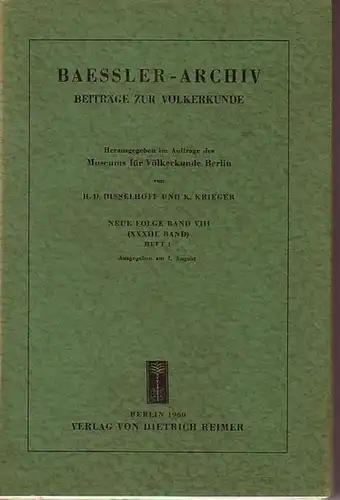 BAESSLER-ARCHIV
BEITRÄGE ZUR VÖLKERKUNDE
Herausgegeben im Auftrage des
Museums für Völkerkunde Berlin
von
H. D. DISSELHOFF UND K. KRIEGER
NEUE FOLGE BAND VIII
(XXXIII. BAND)
HEFT 1
Ausgegeben am 1. August
BERLIN 1960
VERLAG VON DIETRICH REIMER